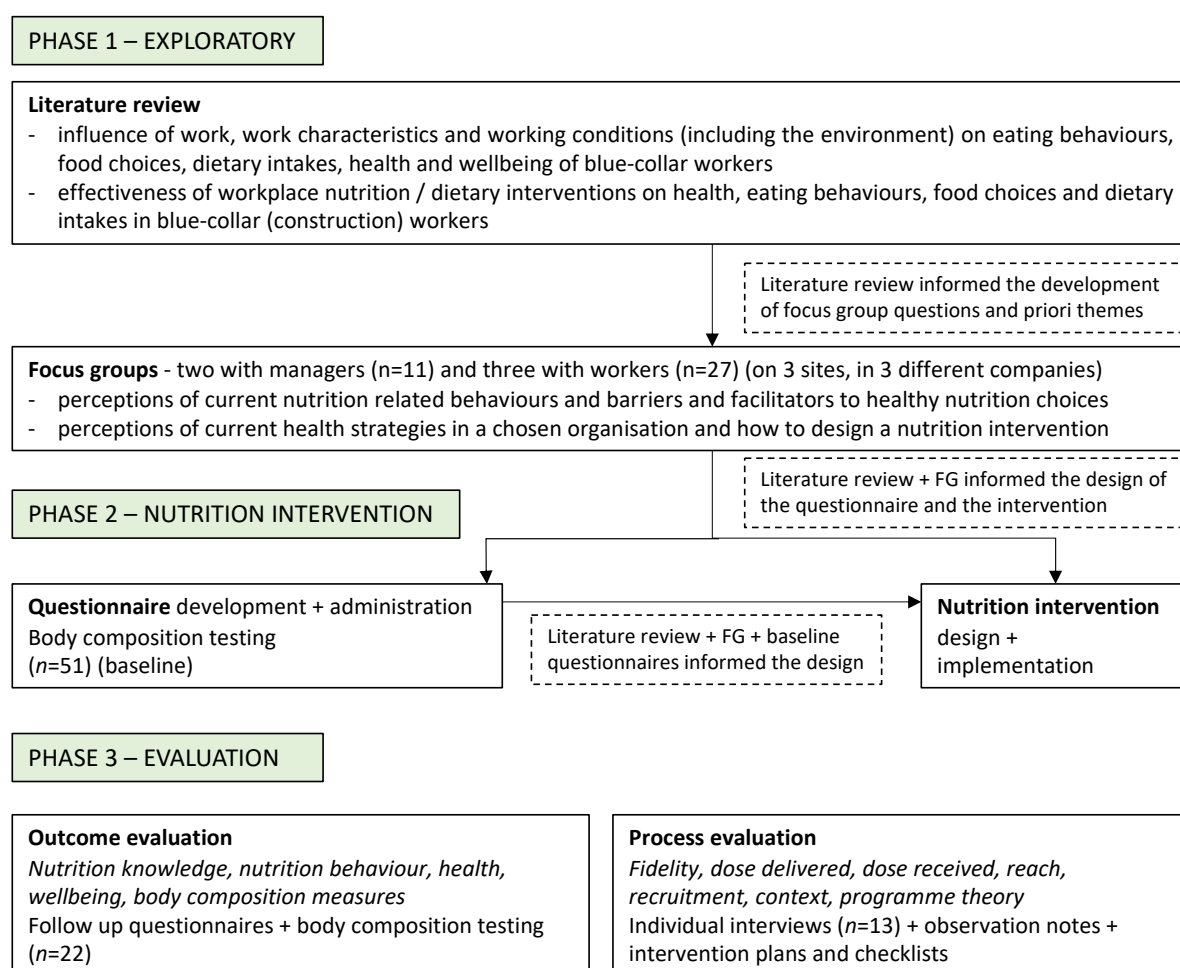 PHASE 1 – EXPLORATORY
Literature review
- influence of work, work characteristics and working conditions (including the environment) on eating behaviours,
food choices, dietary intakes, health and wellbeing of blue-collar workers
- effectiveness of workplace nutrition / dietary interventions on health, eating behaviours, food choices and dietary
intakes in blue-collar (construction) workers
Literature review informed the development
of focus group questions and priori themes
Focus groups - two with managers (n=11) and three with workers (n=27) (on 3 sites, in 3 different companies)
- perceptions of current nutrition related behaviours and barriers and facilitators to healthy nutrition choices
- perceptions of current health strategies in a chosen organisation and how to design a nutrition intervention
Literature review + FG informed the design of
the questionnaire and the intervention
PHASE 2 – NUTRITION INTERVENTION
Questionnaire development + administration
Body composition testing
(n=51) (baseline)
Literature review + FG + baseline
questionnaires informed the design
Nutrition intervention
design +
implementation
PHASE 3 – EVALUATION
Outcome evaluation
Nutrition knowledge, nutrition behaviour, health,
wellbeing, body composition measures
Follow up questionnaires + body composition testing
(n=22)
Process evaluation
Fidelity, dose delivered, dose received, reach,
recruitment, context, programme theory
Individual interviews (n=13) + observation notes +
intervention plans and checklists